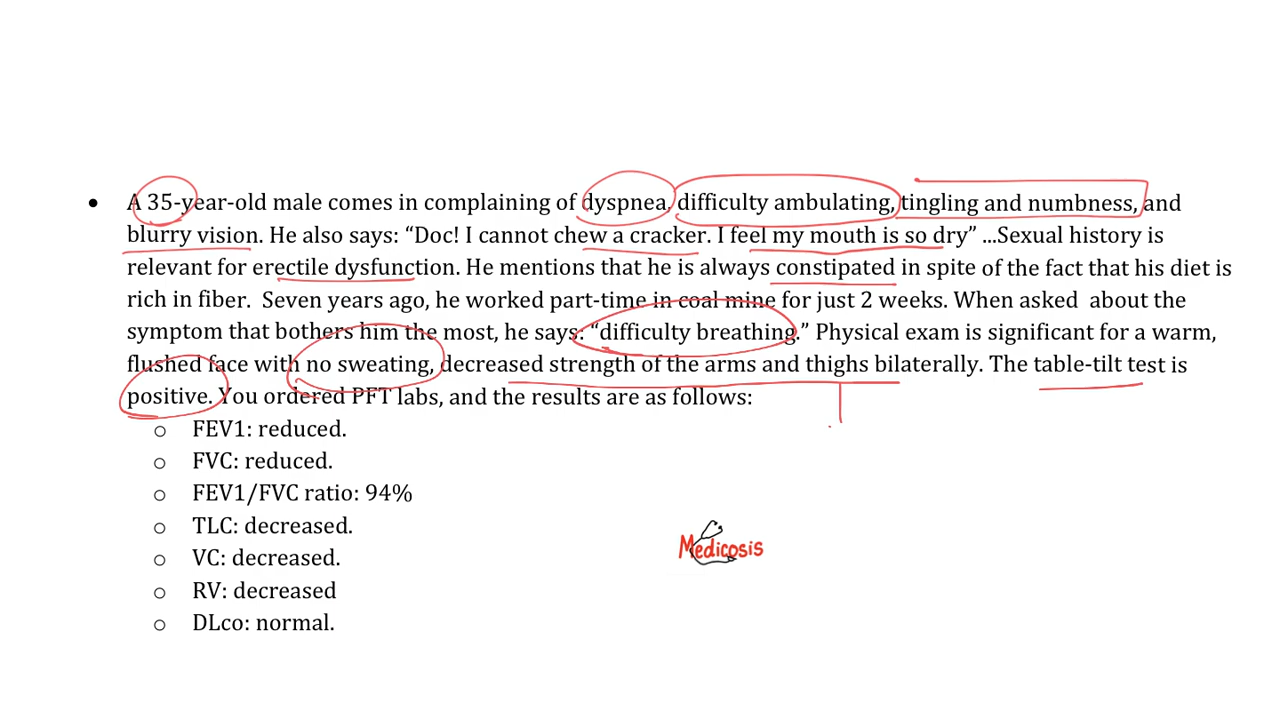 • A 35-year-old male comes in complaining of dyspnea, difficulty ambulating, tingling and numbness, and
blurry vision. He also says: “Doc! I cannot chew a cracker. I feel my mouth is so dry” ...Sexual history is
relevant for erectile dysfunction. He mentions that he is always constipated in spite of the fact that his diet is
rich in fiber. Seven years ago, he worked part-time in coal mine for just 2 weeks. When asked about the
symptom that bothers him the most, he says: “difficulty breathing.” Physical exam is significant for a warm,
flushed face with no sweating, decreased strength of the arms and thighs bilaterally. The table-tilt test is
positive. You ordered PFT labs, and the results are as follows:
o FEV1: reduced.
o FVC: reduced.
o FEV1/FVC ratio: 94%
o TLC: decreased.
o VC: decreased.
o RV: decreased
o DLco: normal.
Medicosis